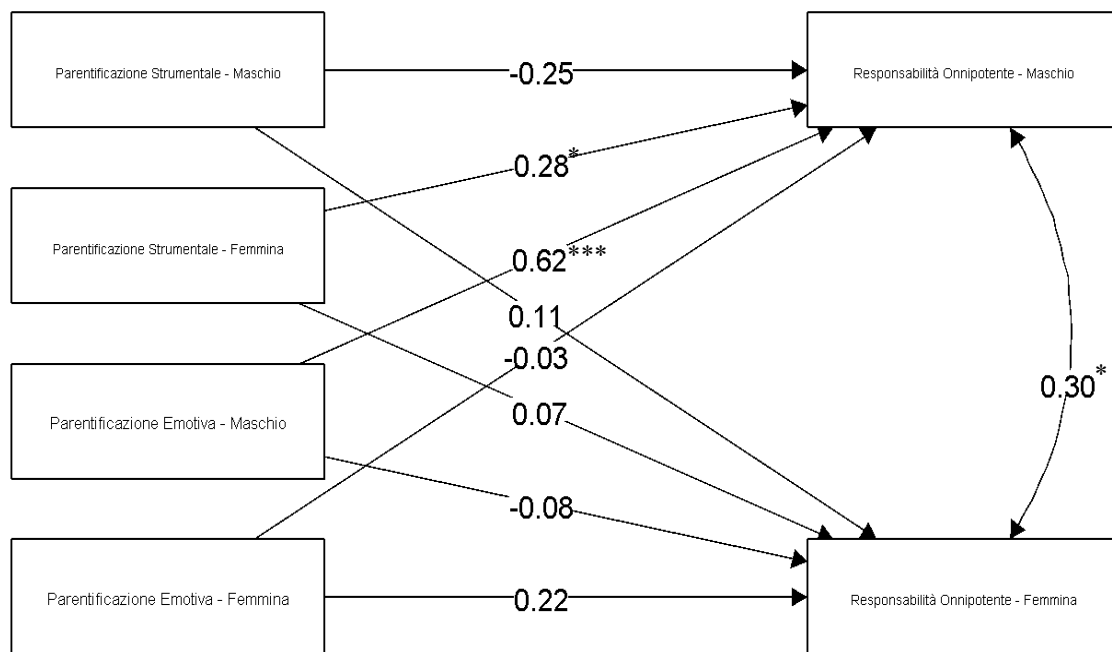 Parentificazione Strumentale - Maschio
-0.25
Responsabilità Onnipotente - Maschio
0.28*
Parentificazione Strumentale - Femmina
0.62***
0.11
-0.03
0.30*
0.07
Parentificazione Emotiva - Maschio
-0.08
Parentificazione Emotiva - Femmina
0.22
Responsabilità Onnipotente - Femmina